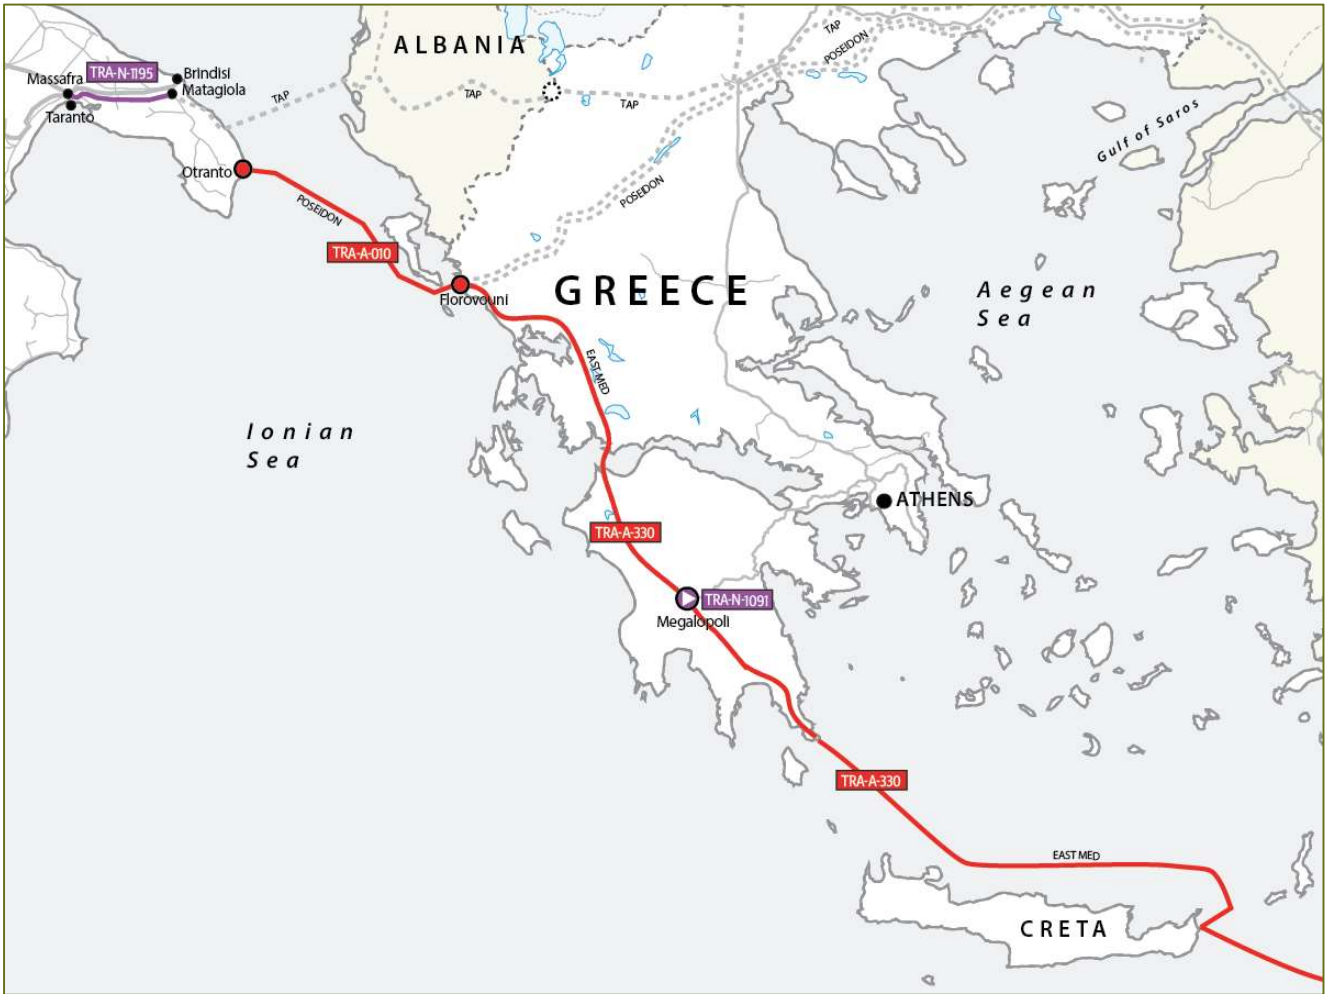 ALBANIA
TAP
POSEIDON
TRA-N-1195
Massafra
Brindisi
Matagiola
Taranto
TAP
TAP
TAP
Gulf of Saros
Otranto
POSEIDON
POSEIDON
TRA-A-010
Florovouni
GREECE
Aegean
Sea
EAST MED
Ionian
Sea
ATHENS
TRA-A-330
TRA-N-1091
Megalopoli
TRA-A-330
EAST MED
CRETA